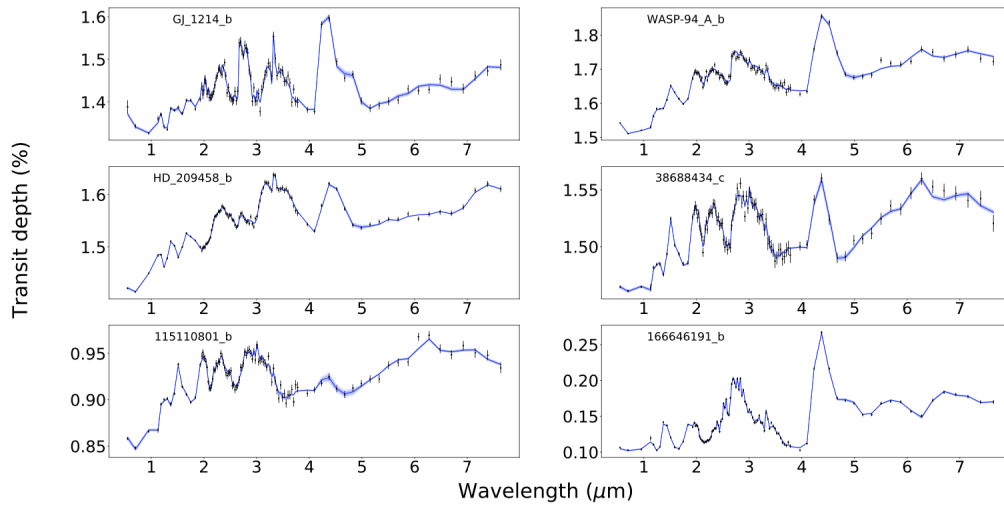 GJ_1214_b
WASP-94_A_b
1.6
1.5
1.4
1.8
1.7
1.6
1.5
1 2 3 4 5 6 7
1 2 3 4 5 6 7
HD_209458_b
38688434_c
1.6
1.5
1.55
1.50
1 2 3 4 5 6 7
1 2 3 4 5 6 7
115110801_b
166646191_b
0.95
0.90
0.85
0.25
0.20
0.15
0.10
1 2 3 4 5 6 7
1 2 3 4 5 6 7
Transit depth (%)
Wavelength (μm)